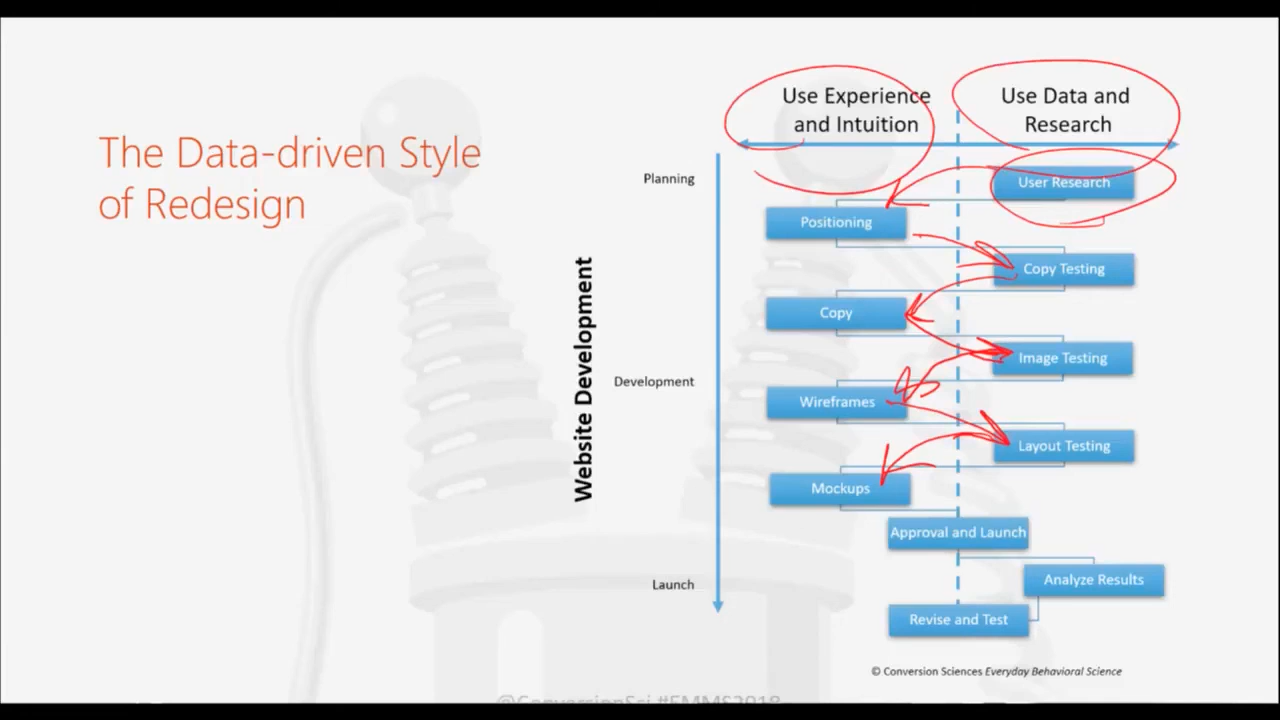 The Data-driven Style
of Redesign
Use Experience
and Intuition
Use Data and
Research
Website Development
Planning
User Research
Positioning
Copy Testing
Copy
Image Testing
Development
Wireframes
Layout Testing
Mockups
Approval and Launch
Analyze Results
Launch
Revise and Test
© Conversion Sciences Everyday Behavioral Science
@ConversionSci #EMMS2018